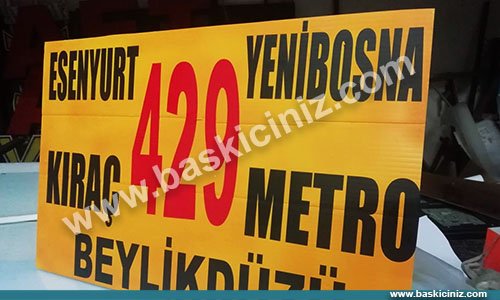 ESENYURT
429
YENİBOSNA
KIRAÇ
METRO
BEYLİKDÜZÜ
www.baskiciniz.com
www.baskiciniz.com